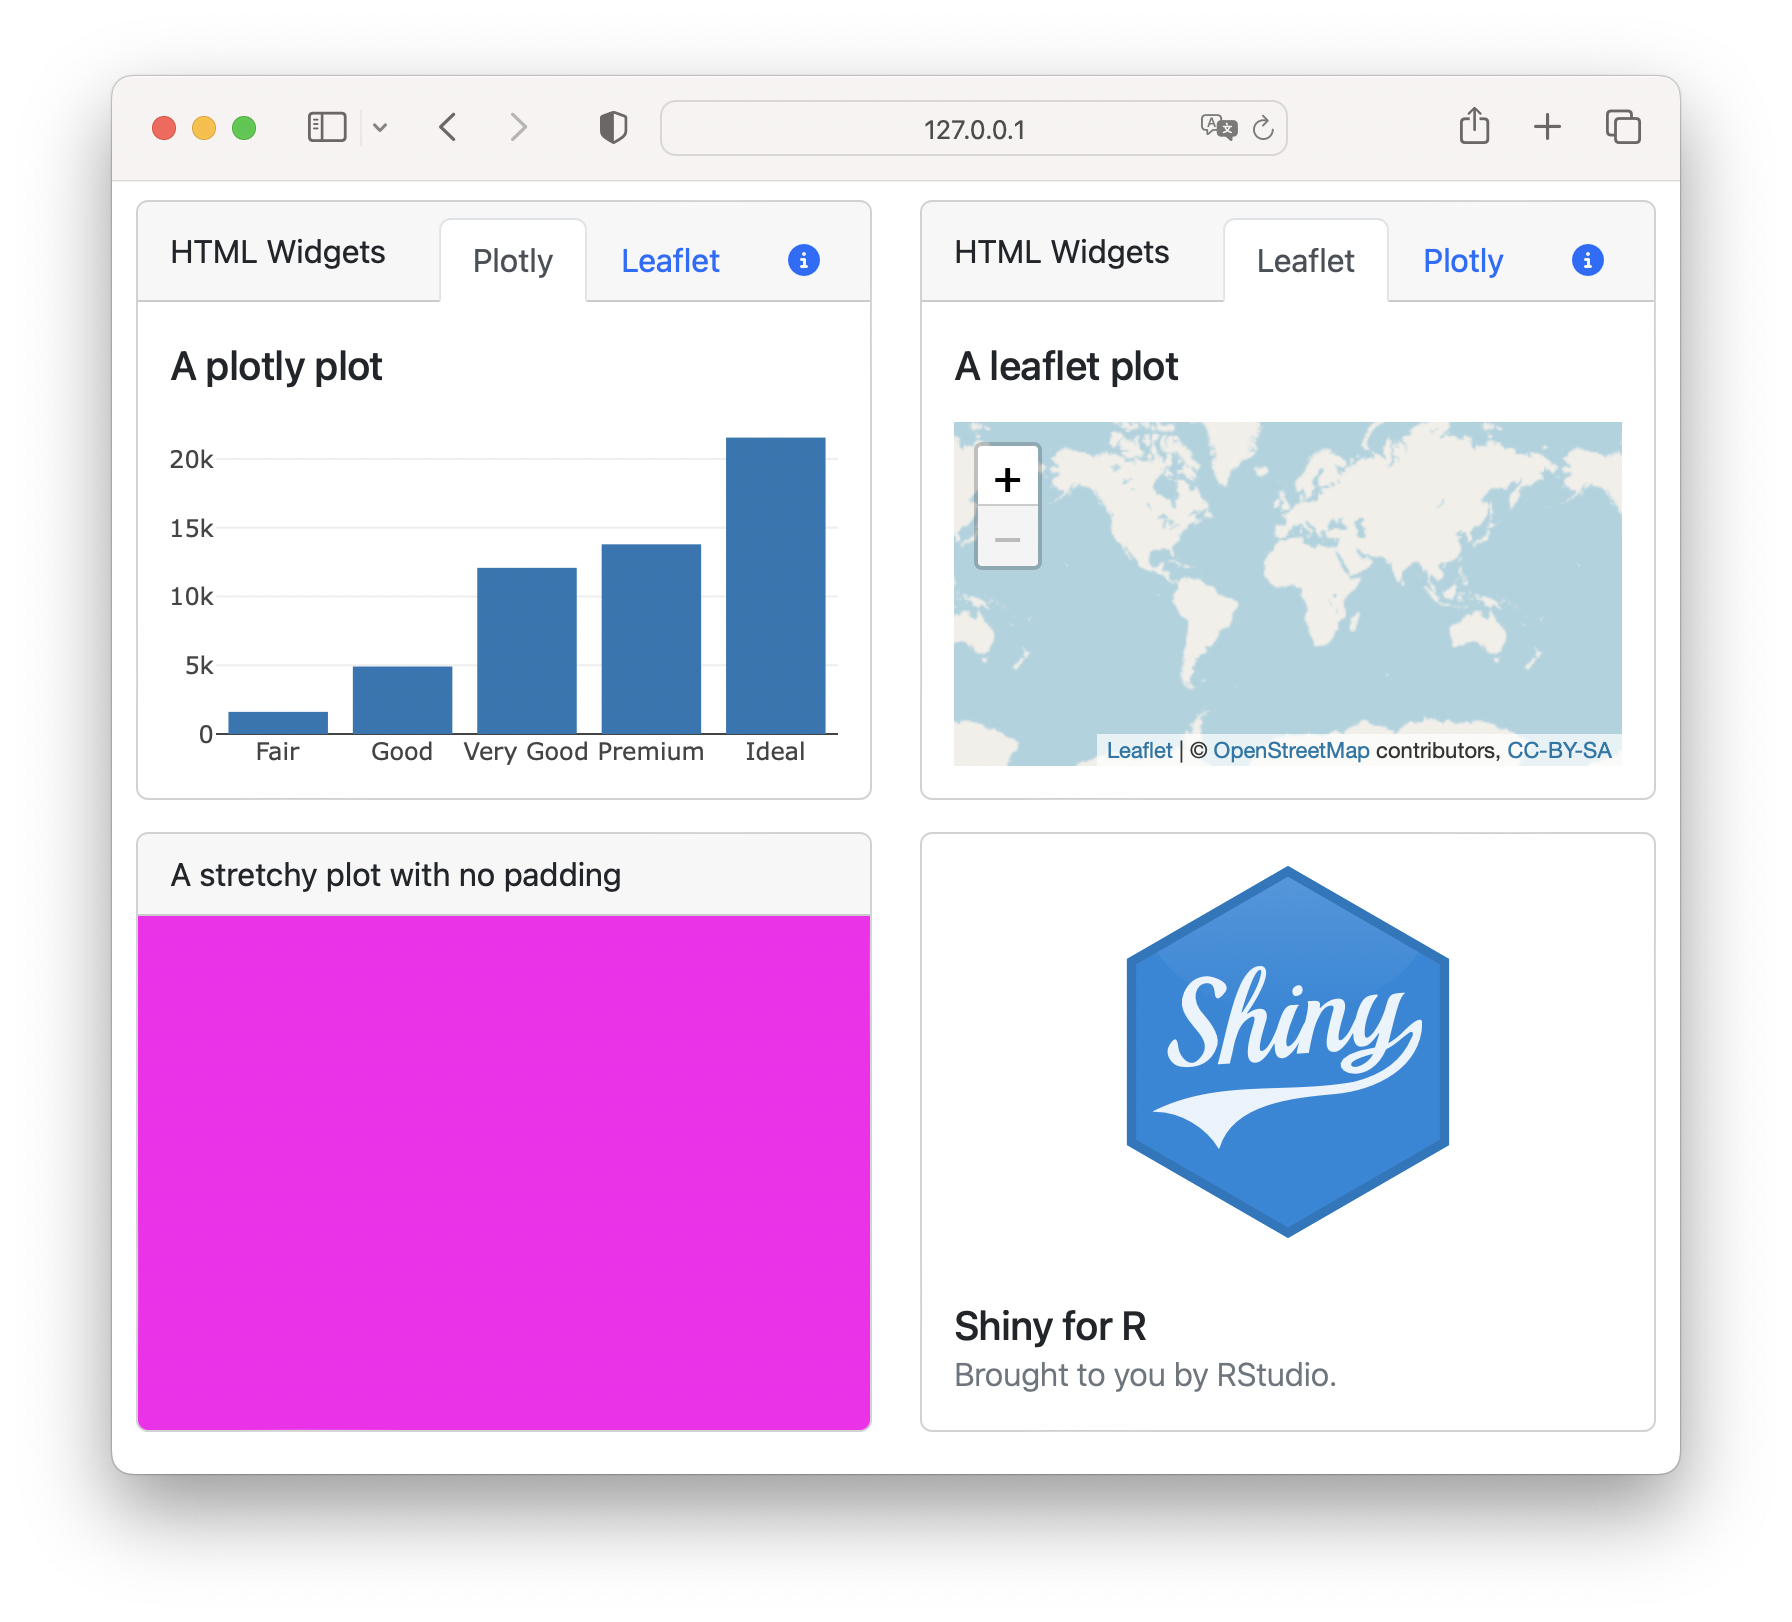 127.0.0.1
HTML Widgets Plotly Leaflet
A plotly plot
20k
15k
10k
5k
0
Fair Good Very Good Premium Ideal
HTML Widgets Leaflet Plotly
A leaflet plot
+
−
Leaflet | © OpenStreetMap contributors, CC-BY-SA
A stretchy plot with no padding
Shiny
Shiny for R
Brought to you by RStudio.